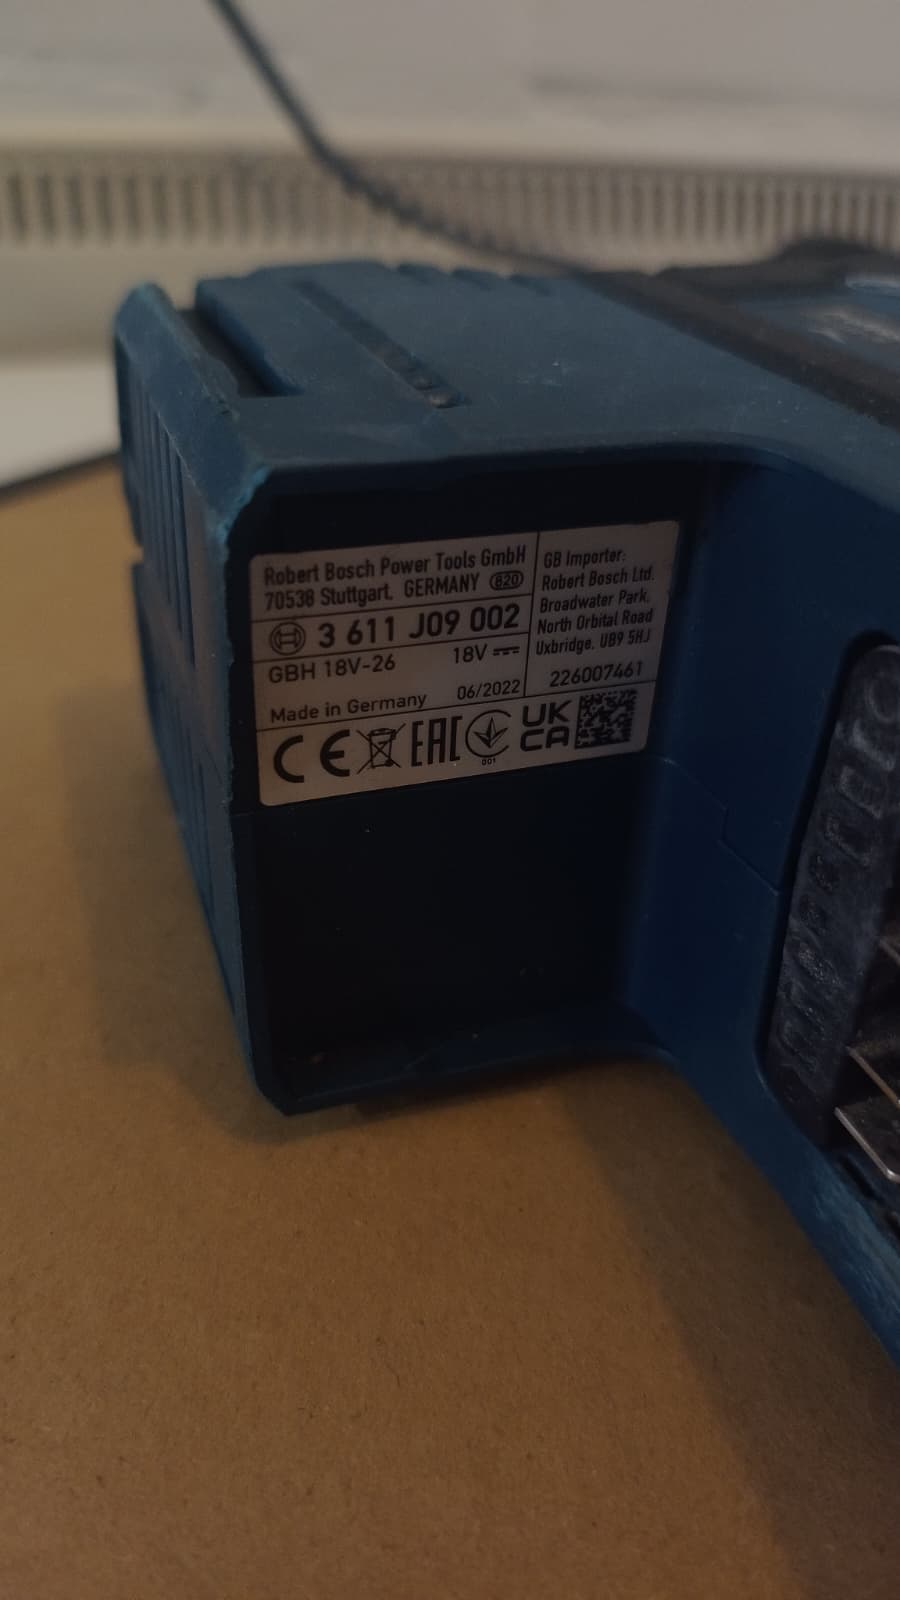 Robert Bosch Power Tools GmbH
70538 Stuttgart, GERMANY 820
3 611 J09 002
GBH 18V-26 18V
Made in Germany 06/2022
GB Importer:
Robert Bosch Ltd.
Broadwater Park,
North Orbital Road
Uxbridge, UB9 5HJ
226007461
CE EAC 001 UK
CA